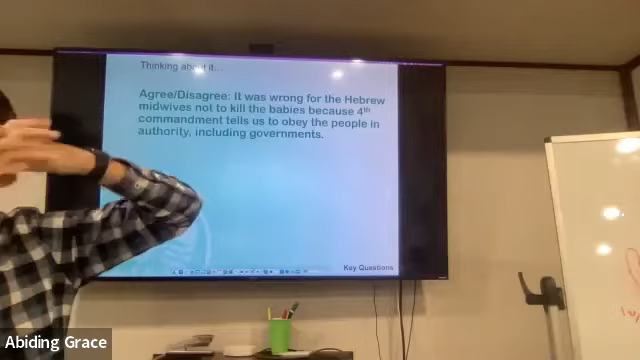 Thinking about it...
Agree/Disagree: It was wrong for the Hebrew
midwives not to kill the babies because 4th
commandment tells us to obey the people in
authority, including governments.
Key Questions
Abiding Grace